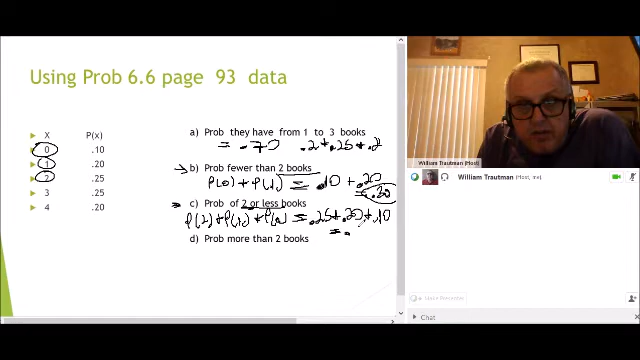 Using Prob 6.6 page 93 data
X P(x)
0 .10
1 .20
2 .25
3 .25
4 .20
a) Prob they have from 1 to 3 books
= .70 .2+.25+.2
b) Prob fewer than 2 books
P(0) + P(1) = .10 + .20
= .30
c) Prob of 2 or less books
P(2) + P(1) + P(0) = .25+.20+.10
= .
d) Prob more than 2 books
William Trautman
William Trautman (Host, me)
Make Presenter
Chat